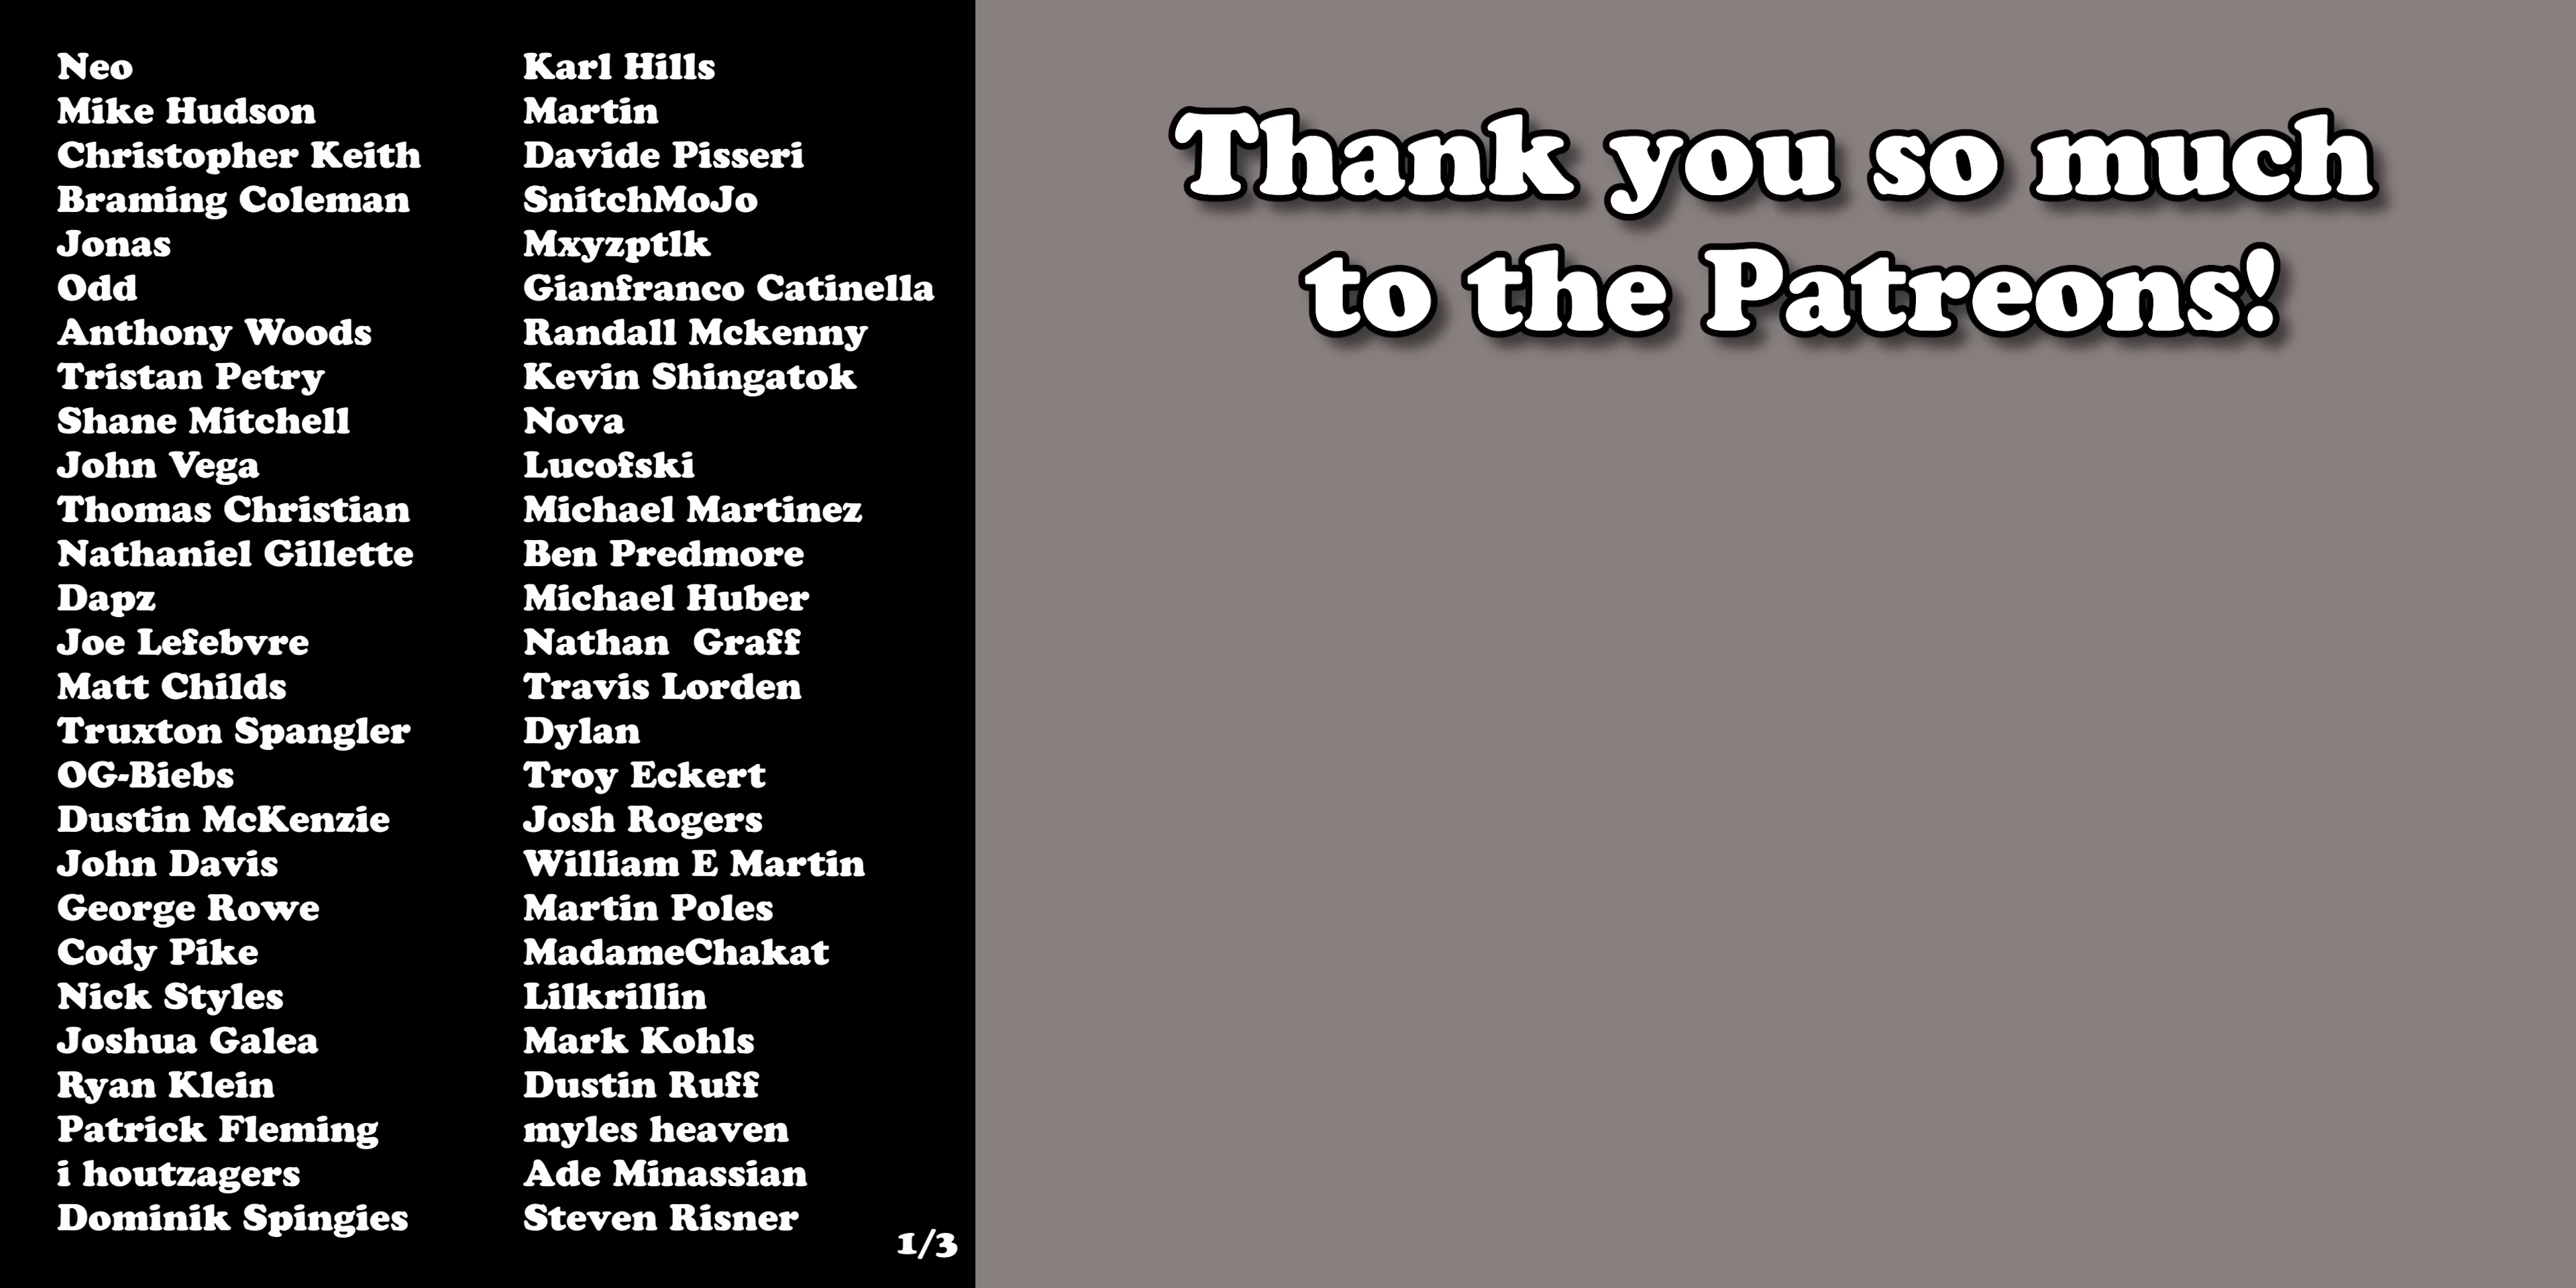 Neo
Mike Hudson
Christopher Keith
Braming Coleman
Jonas
Odd
Anthony Woods
Tristan Petry
Shane Mitchell
John Vega
Thomas Christian
Nathaniel Gillette
Dapz
Joe Lefebvre
Matt Childs
Truxton Spangler
OG-Biebs
Dustin McKenzie
John Davis
George Rowe
Cody Pike
Nick Styles
Joshua Galea
Ryan Klein
Patrick Fleming
i houtzagers
Dominik Spingies
Karl Hills
Martin
Davide Pisseri
SnitchMoJo
Mxyzptlk
Gianfranco Catinella
Randall Mckenny
Kevin Shingatok
Nova
Lucofski
Michael Martinez
Ben Predmore
Michael Huber
Nathan  Graff
Travis Lorden
Dylan
Troy Eckert
Josh Rogers
William E Martin
Martin Poles
MadameChakat
Lilkrillin
Mark Kohls
Dustin Ruff
myles heaven
Ade Minassian
Steven Risner
1/3
Thank you so much
to the Patreons!